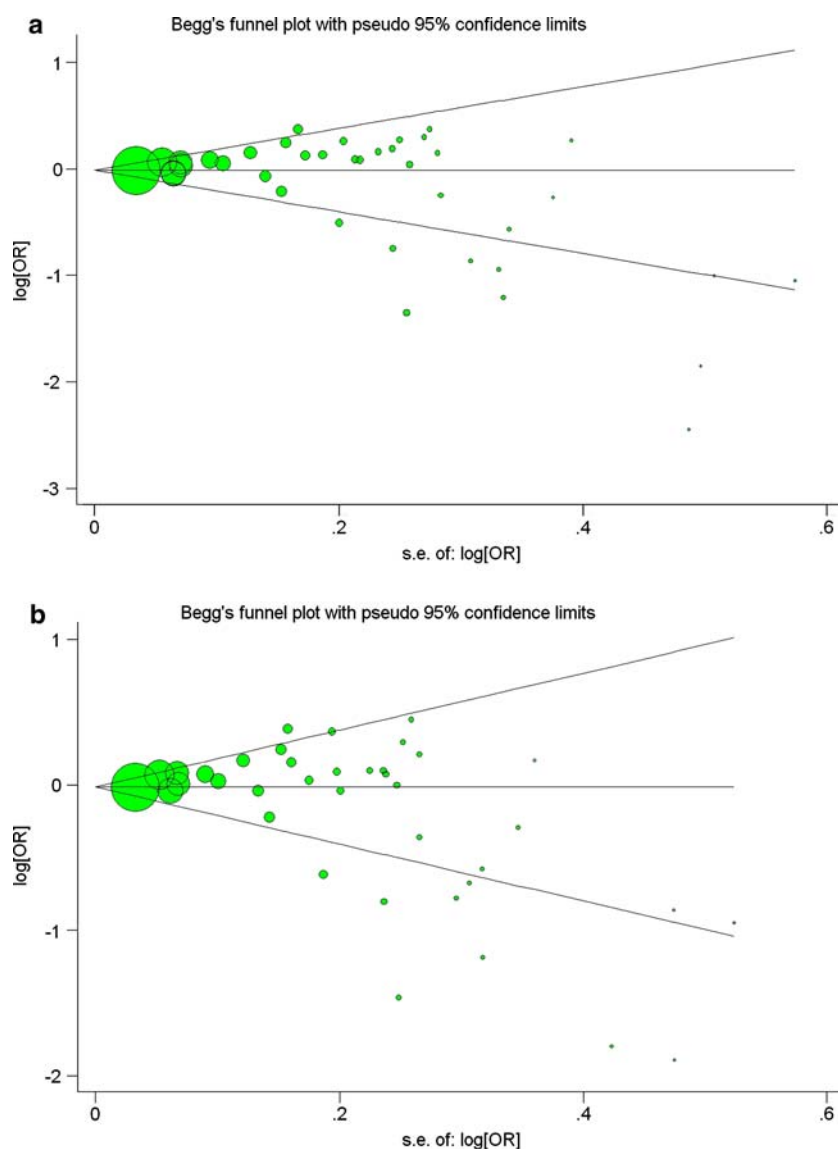 a
Begg's funnel plot with pseudo 95% confidence limits
1
0
-1
-2
-3
log[OR]
0 .2 .4 .6
s.e. of: log[OR]
b
Begg's funnel plot with pseudo 95% confidence limits
1
0
-1
-2
log[OR]
0 .2 .4 .6
s.e. of: log[OR]